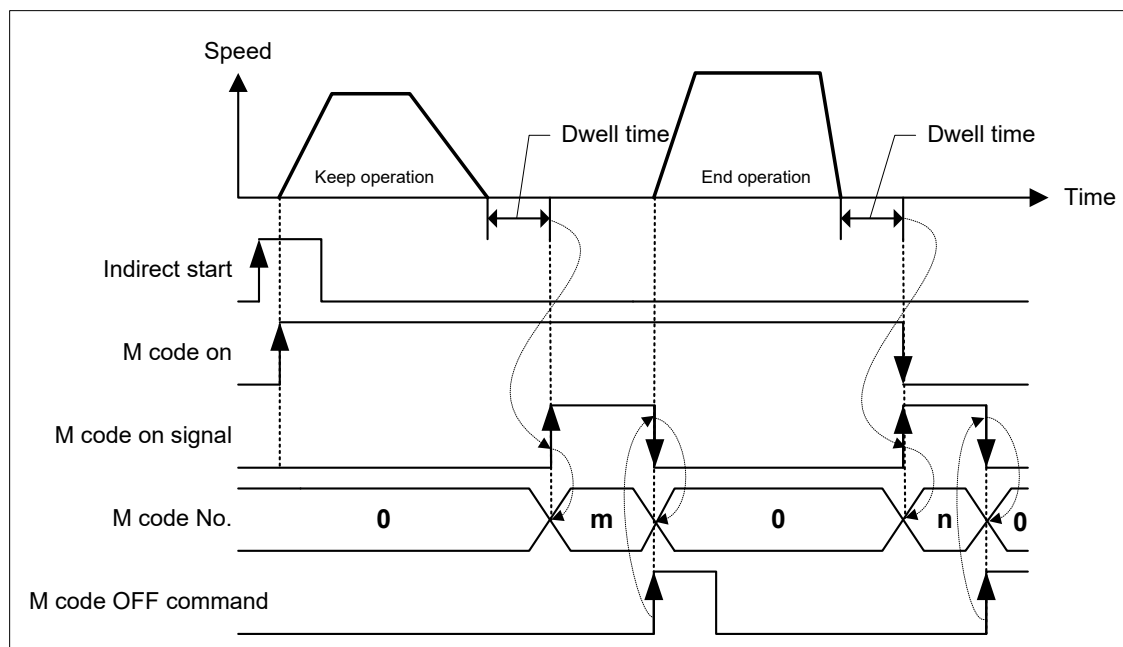 Speed
Dwell time
Dwell time
Keep operation
End operation
Time
Indirect start
M code on
M code on signal
M code No.
0
m
0
n
0
M code OFF command